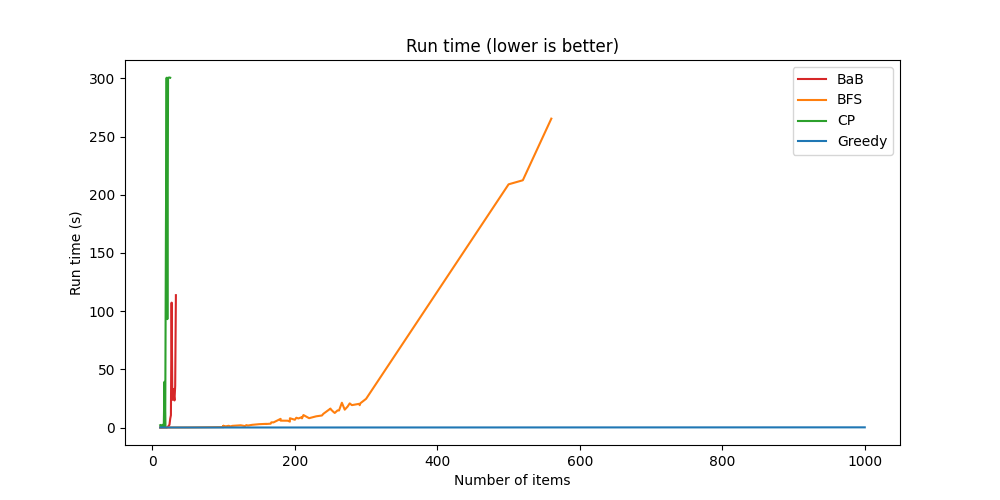 Run time (lower is better)
BaB
BFS
CP
Greedy
Run time (s)
300
250
200
150
100
50
0
0 200 400 600 800 1000
Number of items